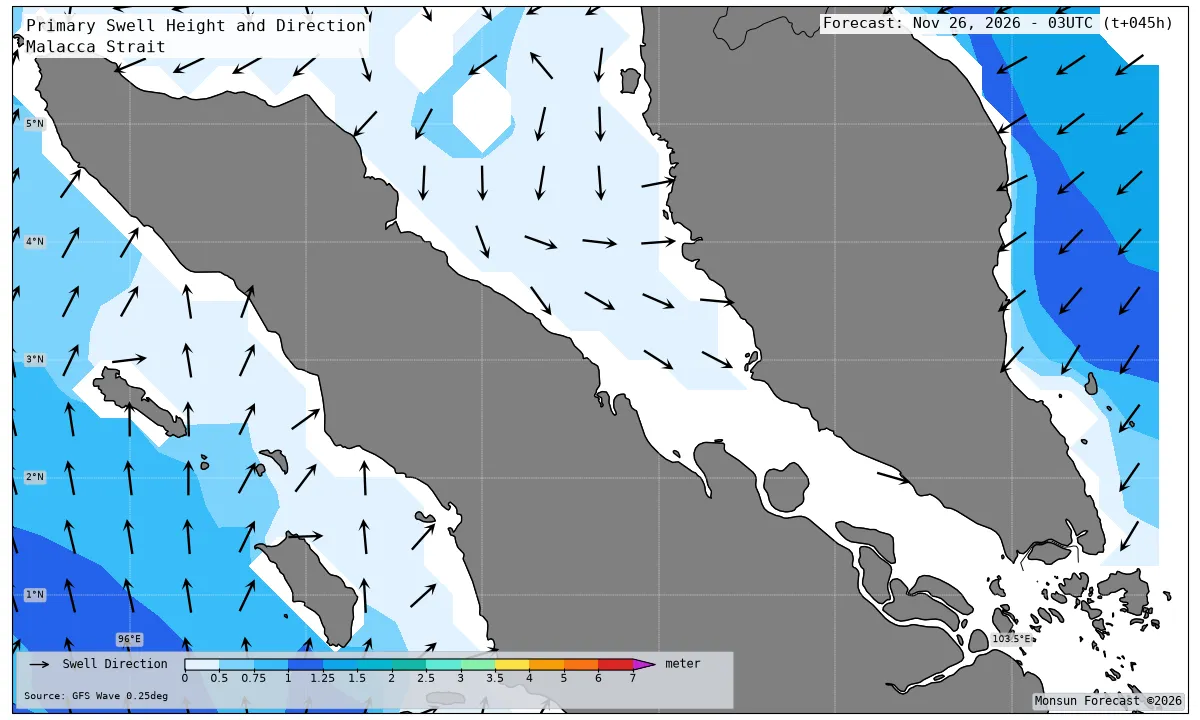 Primary Swell Height and Direction
Malacca Strait
Forecast: Nov 26, 2026 - 03UTC (t+045h)
5°N
4°N
3°N
2°N
1°N
96°E
103.5°E
Swell Direction
0 0.5 0.75 1 1.25 1.5 2 2.5 3 3.5 4 5 6 7
meter
Source: GFS Wave 0.25deg
Monsun Forecast ©2026